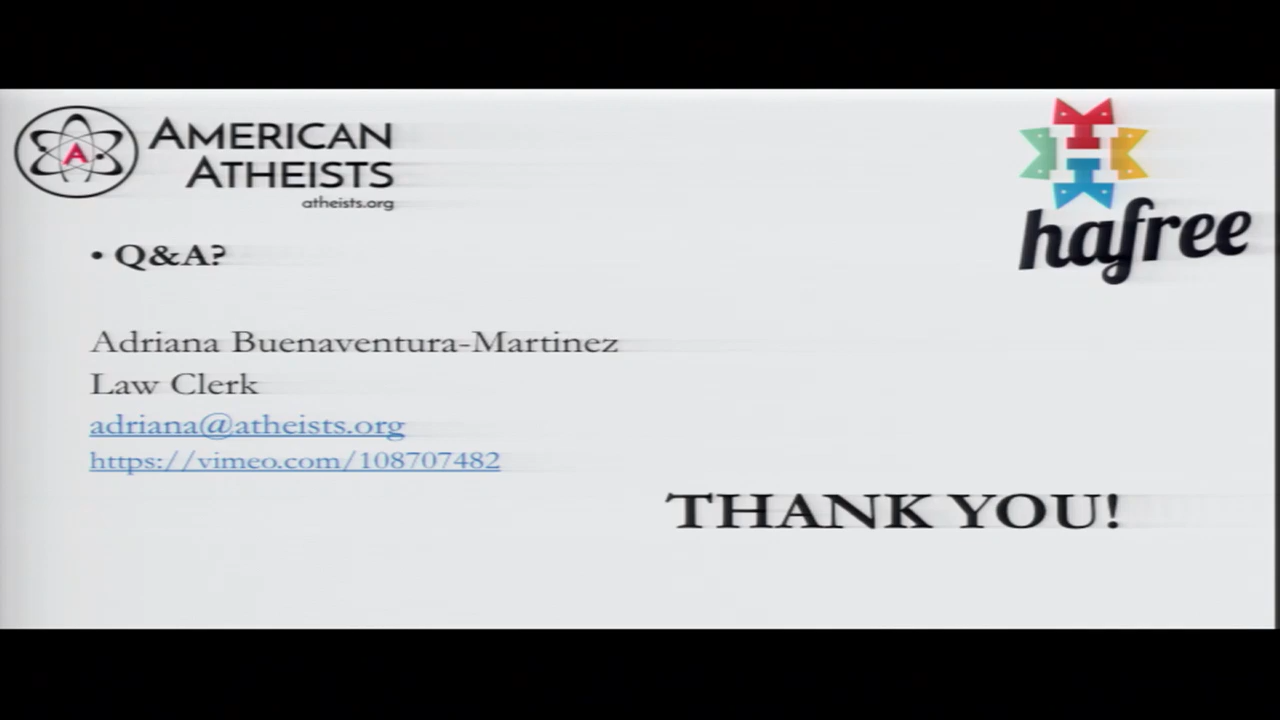 A
AMERICAN
ATHEISTS
atheists.org
H
hafree
• Q&A?
Adriana Buenaventura-Martinez
Law Clerk
adriana@atheists.org
https://vimeo.com/108707482
THANK YOU!